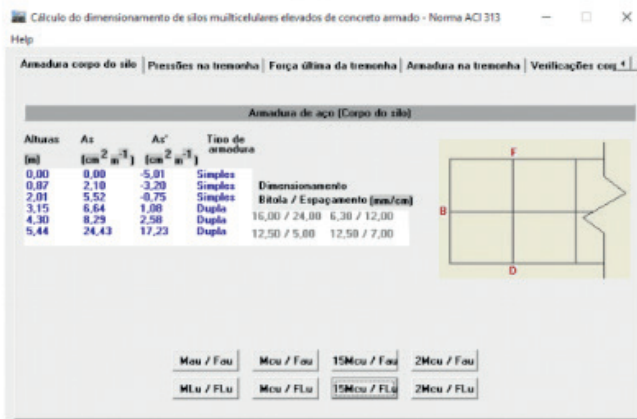 Cálculo do dimensionamento de silos muilticelulares elevados de concreto armado - Norma ACI 313
Help
Armadura corpo do silo Pressões na tremonha Força última da tremonha Armadura na tremonha Verificações
Armadura de aço (Corpo do silo)
Alturas As As' Tipo de armadura
(m) (cm² m⁻¹) (cm² m⁻¹)
0,00 0,00 -5,01 Simples
0,87 2,10 -3,20 Simples
2,01 5,52 -0,75 Simples
3,15 6,64 1,08 Dupla
4,30 8,29 2,58 Dupla
5,44 24,43 17,23 Dupla
Dimensionamento
Bitola / Espaçamento (mm/cm)
16,00 / 24,00 6,30 / 12,00
12,50 / 5,00 12,50 / 7,00
F
B
D
Mau / Fau Mcu / Fau 15Mcu / Fau 2Mcu / Fau
MLu / FLu Mcu / FLu 15Mcu / FLu 2Mcu / FLu